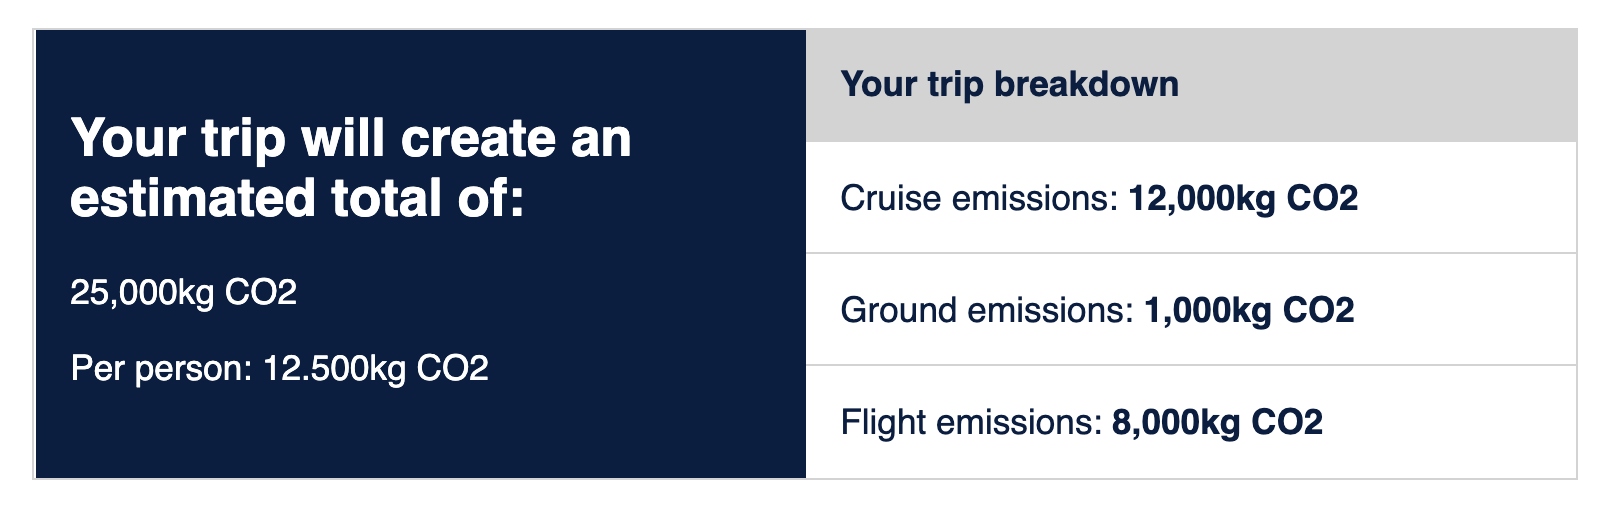 Your trip will create an
estimated total of:
25,000kg CO2
Per person: 12.500kg CO2
Your trip breakdown
Cruise emissions: 12,000kg CO2
Ground emissions: 1,000kg CO2
Flight emissions: 8,000kg CO2